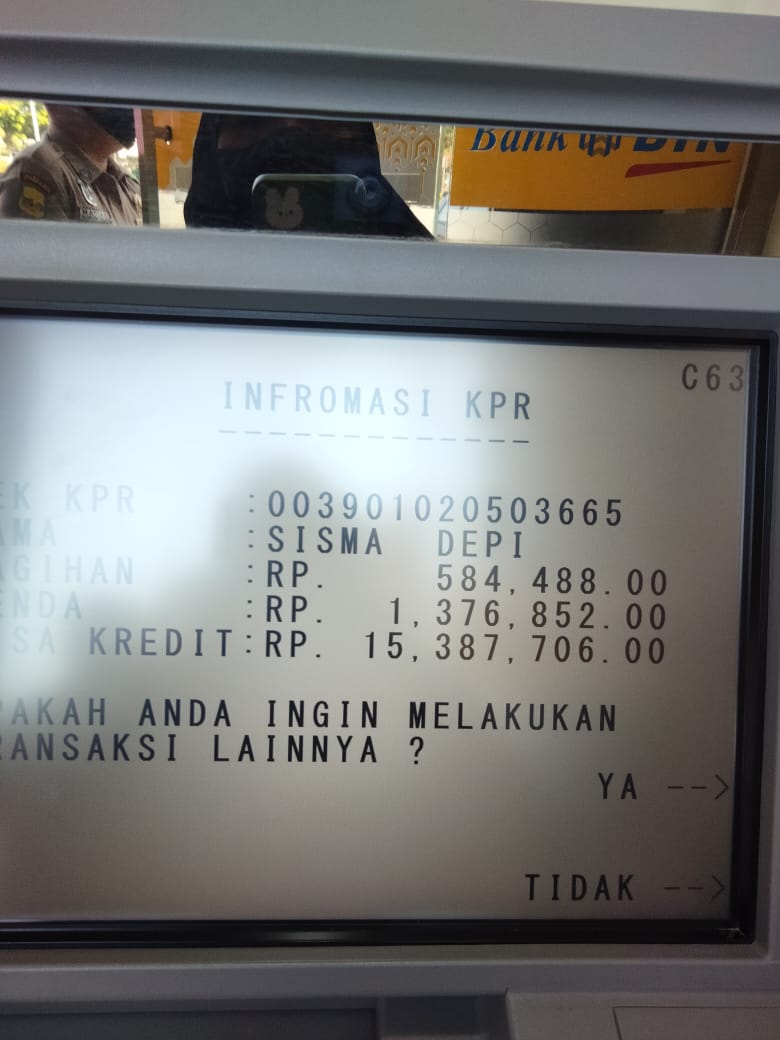 Bank BTN
C63
INFROMASI KPR
-------------
EK KPR :003901020503665
AMA :SISMA DEPI
AGIHAN :RP. 584,488.00
ENDA :RP. 1,376,852.00
SA KREDIT:RP. 15,387,706.00
PAKAH ANDA INGIN MELAKUKAN
RANSAKSI LAINNYA ?
YA -->
TIDAK -->